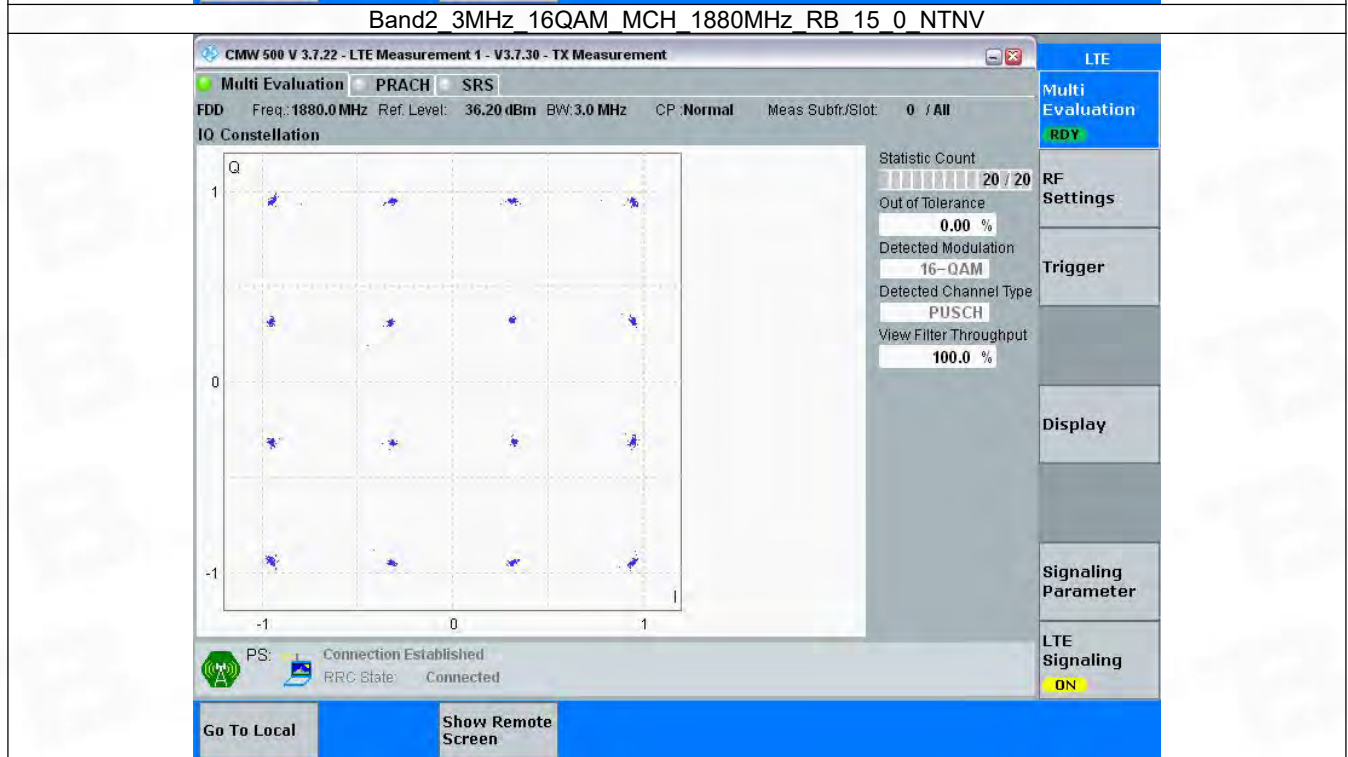 Band2_3MHz_16QAM_MCH_1880MHz_RB_15_0_NTNV
CMW 500 V 3.7.22 - LTE Measurement 1 - V3.7.30 - TX Measurement
LTE
Multi Evaluation PRACH SRS
FDD Freq.: 1880.0 MHz Ref. Level: 36.20 dBm BW: 3.0 MHz CP :Normal Meas Subfr./Slot: 0 / All
IQ Constellation
Q
1
0
-1
I
-1 0 1
Statistic Count
20 / 20
Out of Tolerance
0.00 %
Detected Modulation
16-QAM
Detected Channel Type
PUSCH
View Filter Throughput
100.0 %
Multi
Evaluation
RDY
RF
Settings
Trigger
Display
Signaling
Parameter
LTE
Signaling
ON
PS: Connection Established
RRC State: Connected
Go To Local
Show Remote
Screen